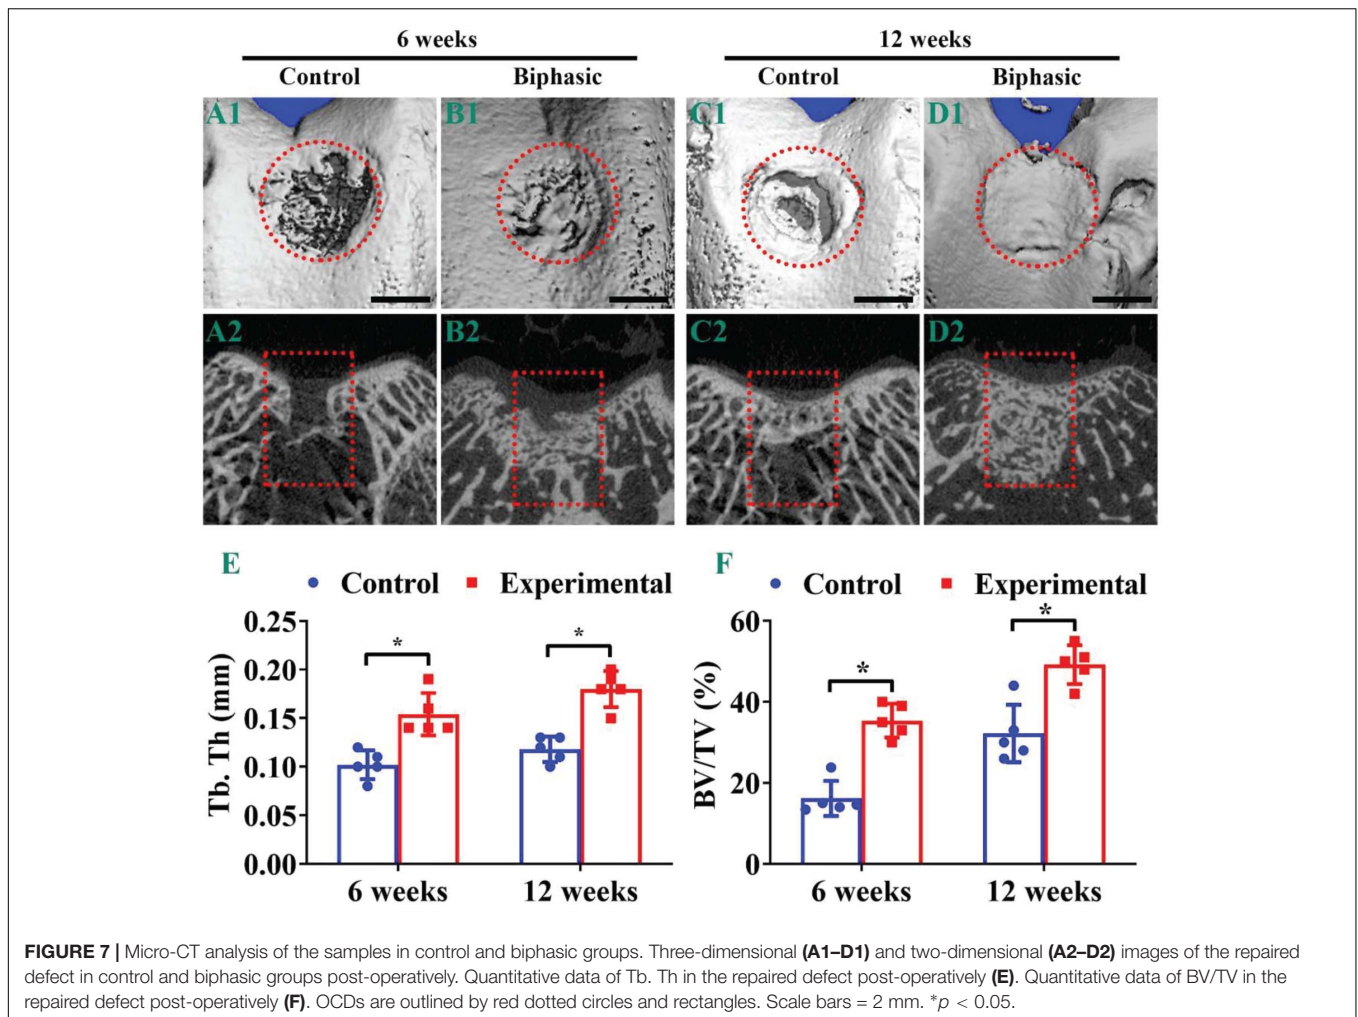 6 weeks 12 weeks
Control Biphasic Control Biphasic
A1 B1 C1 D1
A2 B2 C2 D2
E F
Control Experimental Control Experimental
0.25
0.20
0.15
0.10
0.05
0.00
Tb. Th (mm)
* *
6 weeks 12 weeks
60
40
20
0
BV/TV (%)
* *
6 weeks 12 weeks
FIGURE 7 | Micro-CT analysis of the samples in control and biphasic groups. Three-dimensional (A1–D1) and two-dimensional (A2–D2) images of the repaired
defect in control and biphasic groups post-operatively. Quantitative data of Tb. Th in the repaired defect post-operatively (E). Quantitative data of BV/TV in the
repaired defect post-operatively (F). OCDs are outlined by red dotted circles and rectangles. Scale bars = 2 mm. *p < 0.05.